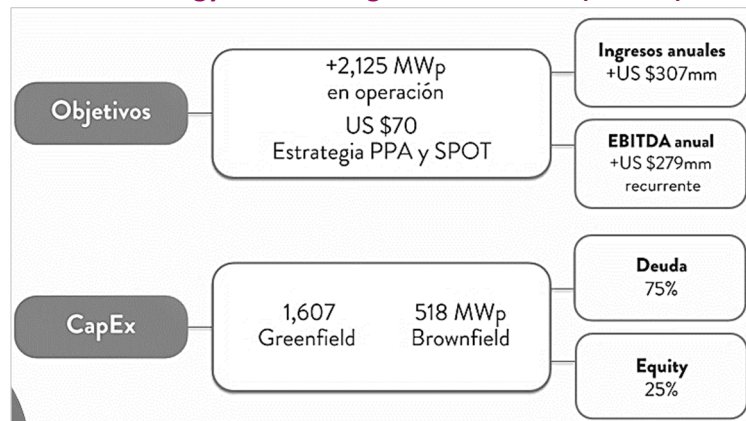 Objetivos
+2,125 MWp
en operación
US $70
Estrategia PPA y SPOT
Ingresos anuales
+US $307mm
EBITDA anual
+US $279mm
recurrente
CapEx
1,607
Greenfield
518 MWp
Brownfield
Deuda
75%
Equity
25%